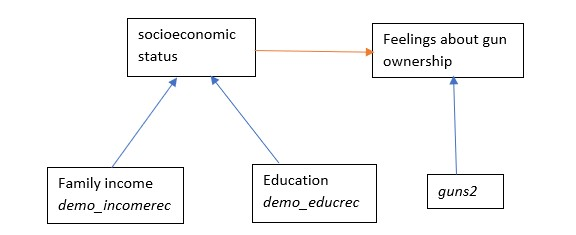 socioeconomic
status
Feelings about gun
ownership
Family income
demo_incomerec
Education
demo_educrec
guns2